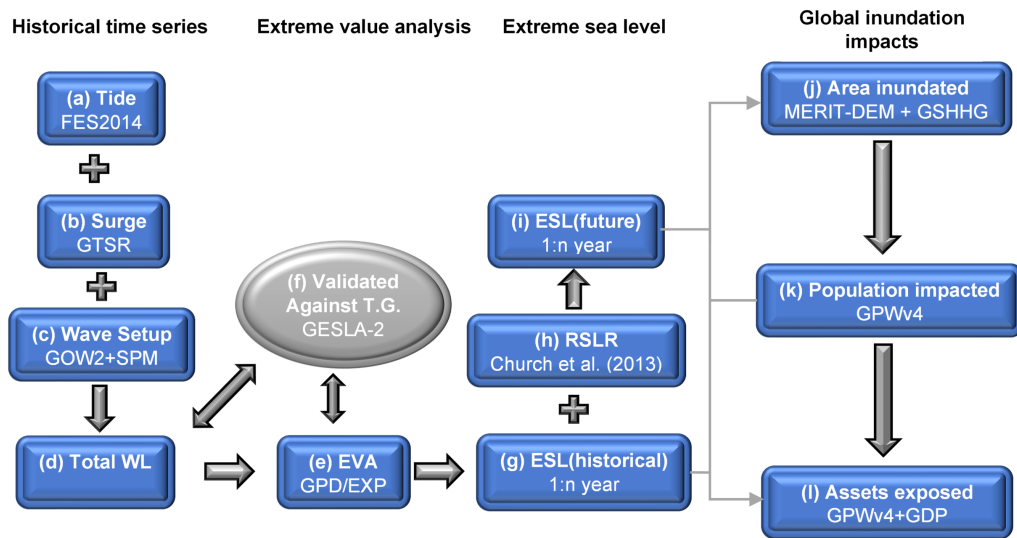 Historical time series
Extreme value analysis
Extreme sea level
Global inundation
impacts
(a) Tide
FES2014
+
(b) Surge
GTSR
+
(c) Wave Setup
GOW2+SPM
(d) Total WL
(f) Validated
Against T.G.
GESLA-2
(e) EVA
GPD/EXP
(i) ESL(future)
1:n year
(h) RSLR
Church et al. (2013)
+
(g) ESL(historical)
1:n year
(j) Area inundated
MERIT-DEM + GSHHG
(k) Population impacted
GPWv4
(l) Assets exposed
GPWv4+GDP